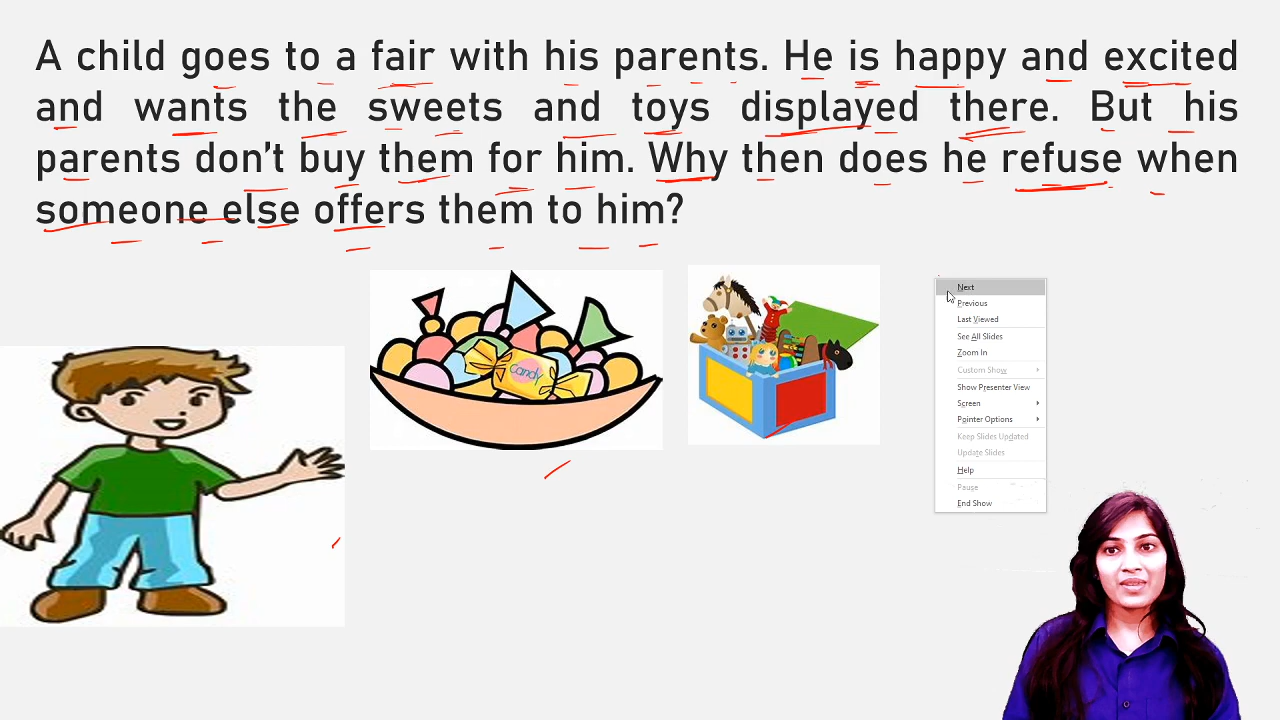 A child goes to a fair with his parents. He is happy and excited
and wants the sweets and toys displayed there. But his
parents don't buy them for him. Why then does he refuse when
someone else offers them to him?
Candy
Next
Previous
Last Viewed
See All Slides
Zoom In
Custom Show
Show Presenter View
Screen
Pointer Options
Keep Slides Updated
Update Slides
Help
Pause
End Show